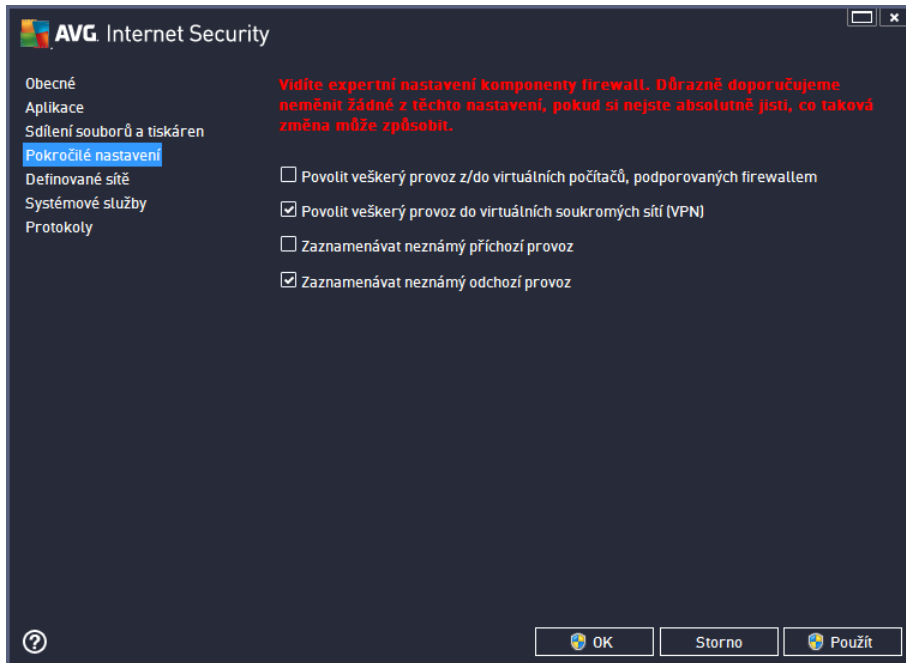 AVG. Internet Security
Obecné
Aplikace
Sdílení souborů a tiskáren
Pokročilé nastavení
Definované sítě
Systémové služby
Protokoly
Vidíte expertní nastavení komponenty firewall. Důrazně doporučujeme
neměnit žádné z těchto nastavení, pokud si nejste absolutně jisti, co taková
změna může způsobit.
Povolit veškerý provoz z/do virtuálních počítačů, podporovaných firewallem
Povolit veškerý provoz do virtuálních soukromých sítí (VPN)
Zaznamenávat neznámý příchozí provoz
Zaznamenávat neznámý odchozí provoz
OK
Storno
Použít